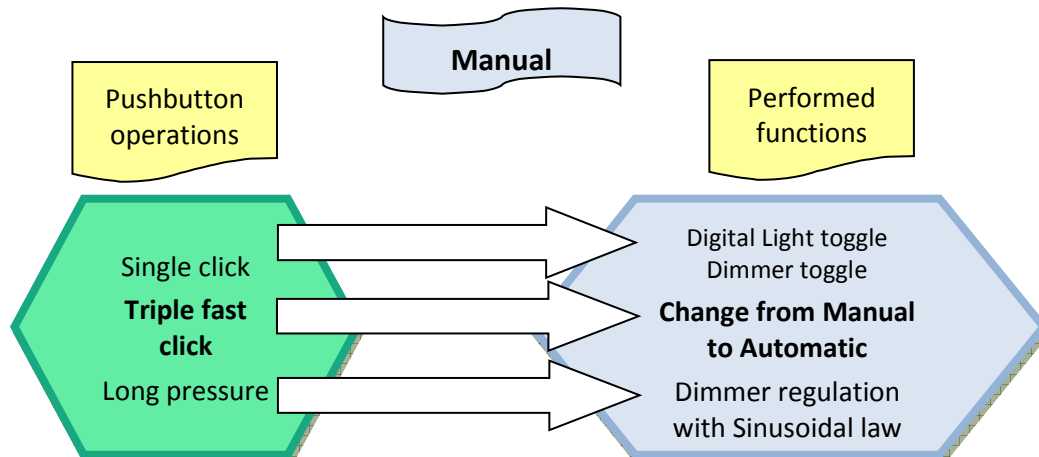 Manual
Pushbutton
operations
Performed
functions
Single click
Triple fast
click
Long pressure
Digital Light toggle
Dimmer toggle
Change from Manual
to Automatic
Dimmer regulation
with Sinusoidal law